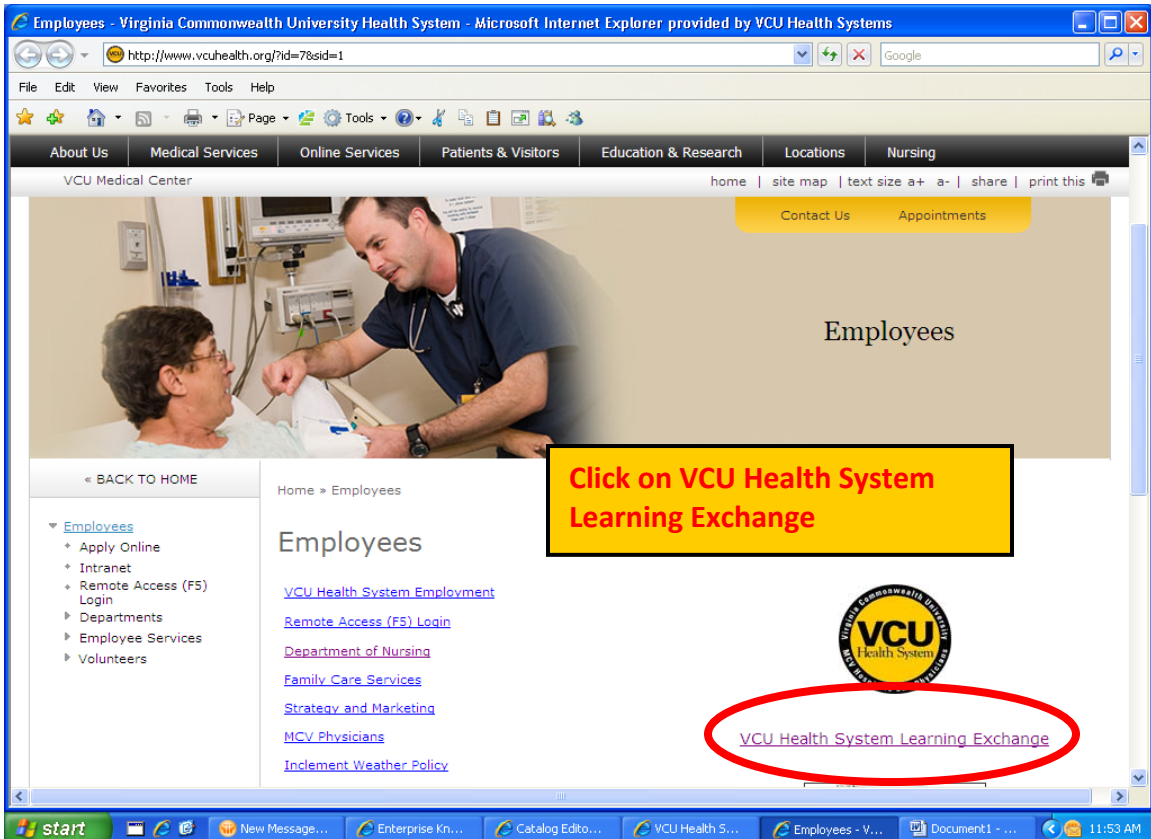 Employees - Virginia Commonwealth University Health System - Microsoft Internet Explorer provided by VCU Health Systems
http://www.vcuhealth.org/?id=7&sid=1
Google
File Edit View Favorites Tools Help
Page Tools
About Us Medical Services Online Services Patients & Visitors Education & Research Locations Nursing
VCU Medical Center home | site map | text size a+ a- | share | print this
Contact Us Appointments
Employees
Click on VCU Health System
Learning Exchange
« BACK TO HOME
Employees
Apply Online
Intranet
Remote Access (F5)
Login
Departments
Employee Services
Volunteers
Home » Employees
Employees
VCU Health System Employment
Remote Access (F5) Login
Department of Nursing
Family Care Services
Strategy and Marketing
MCV Physicians
Inclement Weather Policy
Virginia Commonwealth University
VCU
Health System
MCV Hospitals Physicians
VCU Health System Learning Exchange
start New Message... Enterprise Kn... Catalog Edito... VCU Health S... Employees - V... Document1 - ... 11:53 AM